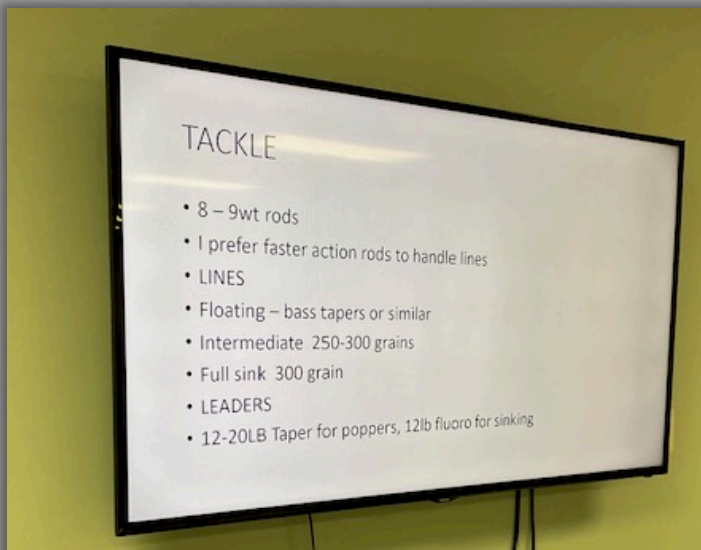 TACKLE
• 8 – 9wt rods
• I prefer faster action rods to handle lines
• LINES
• Floating – bass tapers or similar
• Intermediate 250-300 grains
• Full sink 300 grain
• LEADERS
• 12-20LB Taper for poppers, 12lb fluoro for sinking